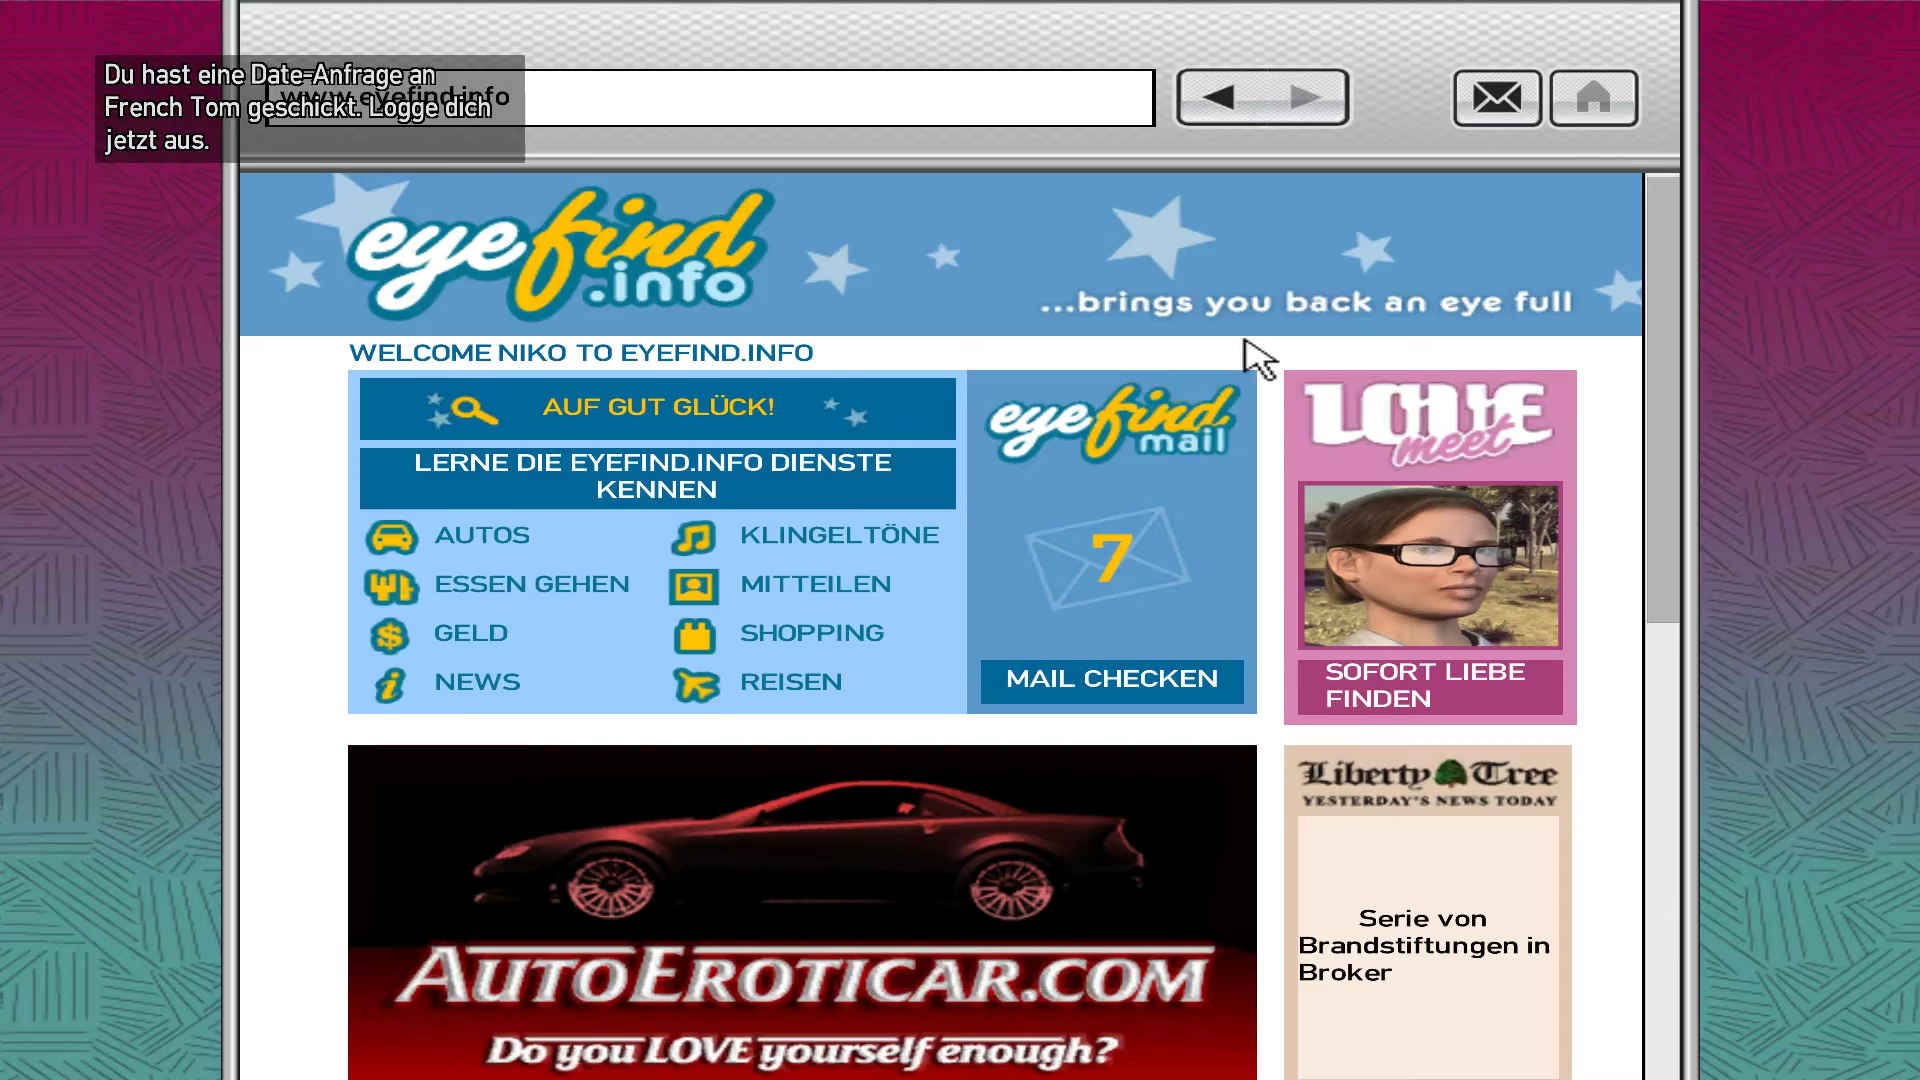 Du hast eine Date-Anfrage an
French Tom geschickt. Logge dich
jetzt aus.
www.eyefind.info
eyefind
.info
...brings you back an eye full
WELCOME NIKO TO EYEFIND.INFO
AUF GUT GLÜCK!
LERNE DIE EYEFIND.INFO DIENSTE
KENNEN
AUTOS
KLINGELTÖNE
ESSEN GEHEN
MITTEILEN
GELD
SHOPPING
NEWS
REISEN
eyefind
mail
7
MAIL CHECKEN
LOVE
meet
SOFORT LIEBE
FINDEN
AUTOEROTICAR.COM
Do you LOVE yourself enough?
Liberty Tree
YESTERDAY'S NEWS TODAY
Serie von
Brandstiftungen in
Broker